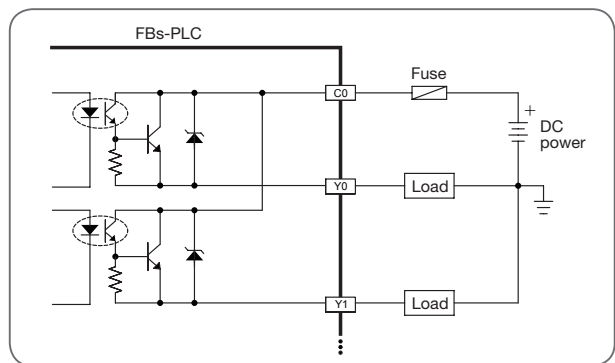 FBs-PLC
C0
Fuse
+
DC
power
Y0
Load
Y1
Load